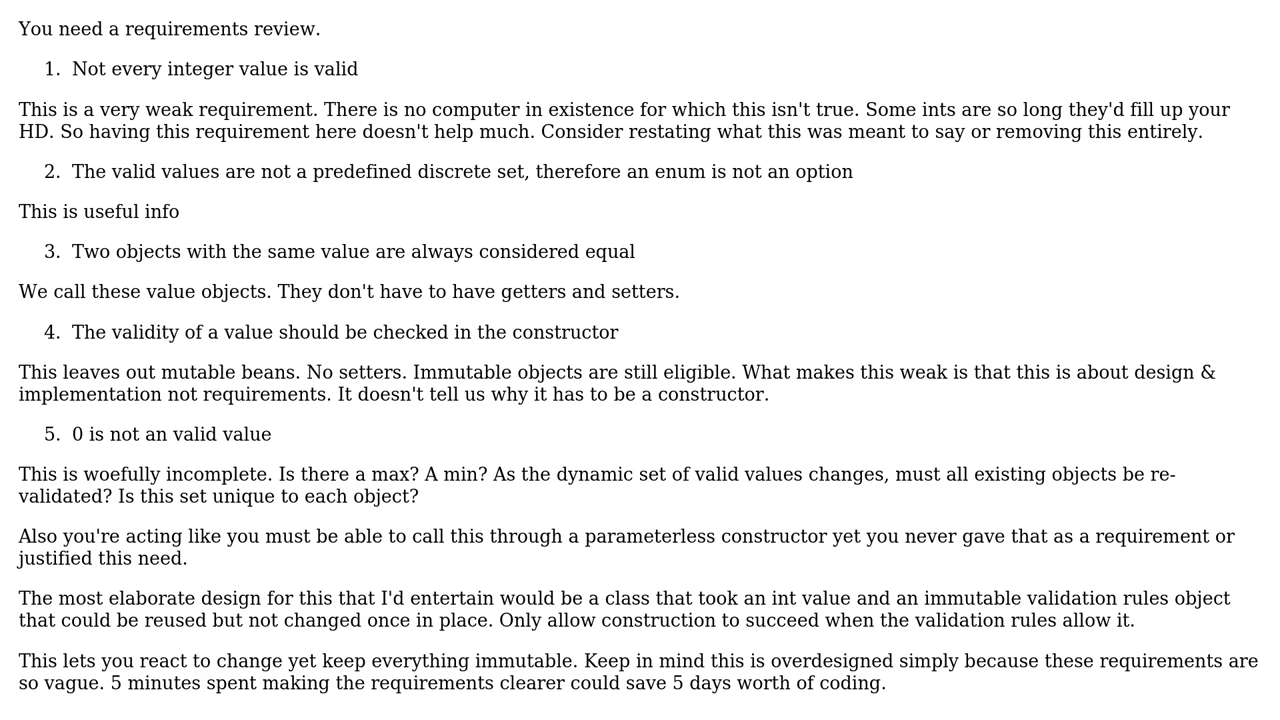 You need a requirements review.
1. Not every integer value is valid
This is a very weak requirement. There is no computer in existence for which this isn't true. Some ints are so long they'd fill up your
HD. So having this requirement here doesn't help much. Consider restating what this was meant to say or removing this entirely.
2. The valid values are not a predefined discrete set, therefore an enum is not an option
This is useful info
3. Two objects with the same value are always considered equal
We call these value objects. They don't have to have getters and setters.
4. The validity of a value should be checked in the constructor
This leaves out mutable beans. No setters. Immutable objects are still eligible. What makes this weak is that this is about design &
implementation not requirements. It doesn't tell us why it has to be a constructor.
5. 0 is not an valid value
This is woefully incomplete. Is there a max? A min? As the dynamic set of valid values changes, must all existing objects be re-
validated? Is this set unique to each object?
Also you're acting like you must be able to call this through a parameterless constructor yet you never gave that as a requirement or
justified this need.
The most elaborate design for this that I'd entertain would be a class that took an int value and an immutable validation rules object
that could be reused but not changed once in place. Only allow construction to succeed when the validation rules allow it.
This lets you react to change yet keep everything immutable. Keep in mind this is overdesigned simply because these requirements are
so vague. 5 minutes spent making the requirements clearer could save 5 days worth of coding.